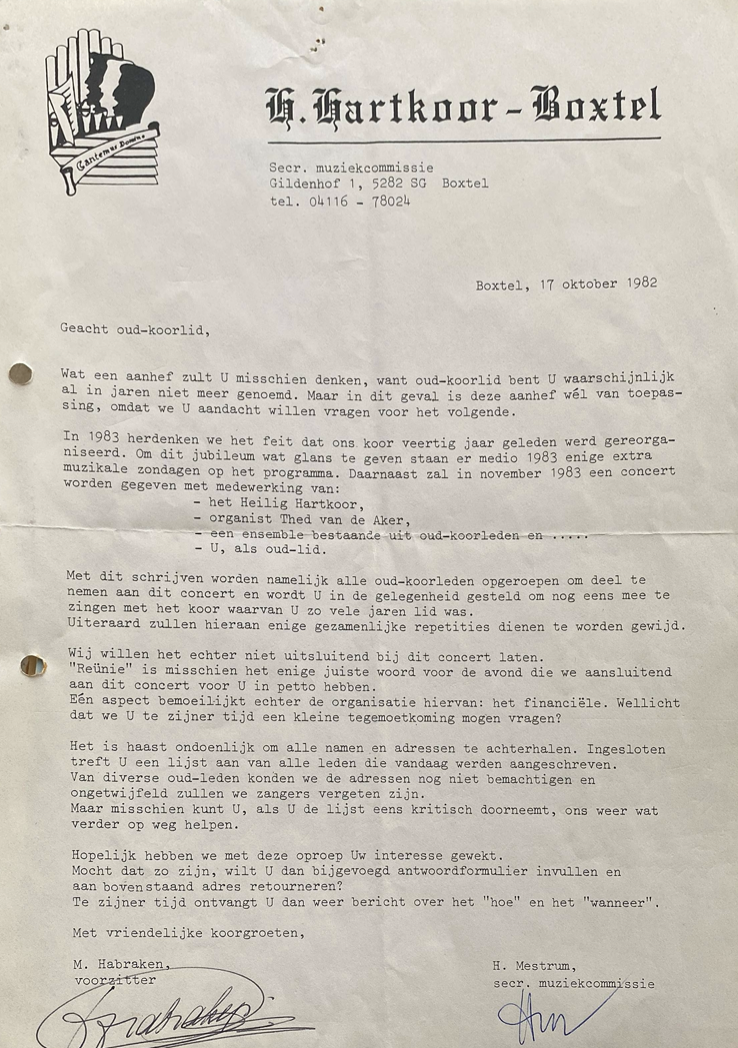 Cantemus Domino
H. Hartkoor - Boxtel
Secr. muziekcommissie
Gildenhof 1, 5282 SG Boxtel
tel. 04116 - 78024
Boxtel, 17 oktober 1982
Geacht oud-koorlid,
Wat een aanhef zult U misschien denken, want oud-koorlid bent U waarschijnlijk
al in jaren niet meer genoemd. Maar in dit geval is deze aanhef wél van toepas-
sing, omdat we U aandacht willen vragen voor het volgende.
In 1983 herdenken we het feit dat ons koor veertig jaar geleden werd gereorga-
niseerd. Om dit jubileum wat glans te geven staan er medio 1983 enige extra
muzikale zondagen op het programma. Daarnaast zal in november 1983 een concert
worden gegeven met medewerking van:
- het Heilig Hartkoor,
- organist Thed van de Aker,
- een ensemble bestaande uit oud-koorleden en .....
- U, als oud-lid.
Met dit schrijven worden namelijk alle oud-koorleden opgeroepen om deel te
nemen aan dit concert en wordt U in de gelegenheid gesteld om nog eens mee te
zingen met het koor waarvan U zo vele jaren lid was.
Uiteraard zullen hieraan enige gezamenlijke repetities dienen te worden gewijd.
Wij willen het echter niet uitsluitend bij dit concert laten.
"Reünie" is misschien het enige juiste woord voor de avond die we aansluitend
aan dit concert voor U in petto hebben.
Eén aspect bemoeilijkt echter de organisatie hiervan: het financiële. Wellicht
dat we U te zijner tijd een kleine tegemoetkoming mogen vragen?
Het is haast ondoenlijk om alle namen en adressen te achterhalen. Ingesloten
treft U een lijst aan van alle leden die vandaag werden aangeschreven.
Van diverse oud-leden konden we de adressen nog niet bemachtigen en
ongetwijfeld zullen we zangers vergeten zijn.
Maar misschien kunt U, als U de lijst eens kritisch doorneemt, ons weer wat
verder op weg helpen.
Hopelijk hebben we met deze oproep Uw interesse gewekt.
Mocht dat zo zijn, wilt U dan bijgevoegd antwoordformulier invullen en
aan bovenstaand adres retourneren?
Te zijner tijd ontvangt U dan weer bericht over het "hoe" en het "wanneer".
Met vriendelijke koorgroeten,
M. Habraken,
voorzitter
H. Mestrum,
secr. muziekcommissie